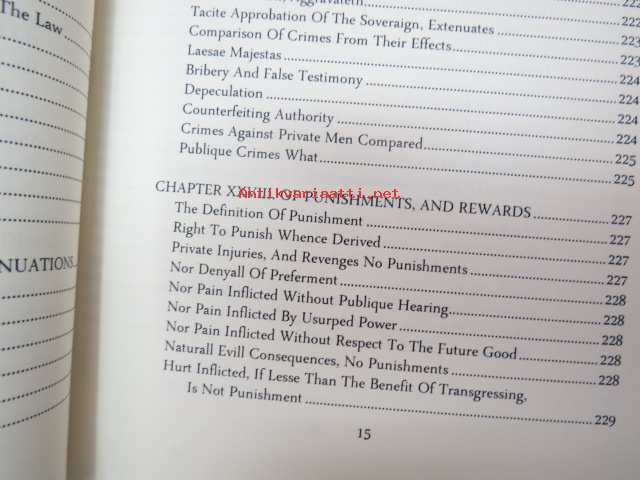 The Law
NUATIONS
Aggravateth 222
Tacite Approbation Of The Soveraign, Extenuates 222
Comparison Of Crimes From Their Effects 223
Laesae Majestas 223
Bribery And False Testimony 224
Depeculation 224
Counterfeiting Authority 224
Crimes Against Private Men Compared 224
Publique Crimes What 225
225
CHAPTER OF PUNISHMENTS, AND REWARDS 227
The Definition Of Punishment 227
Right To Punish Whence Derived 227
Private Injuries, And Revenges No Punishments 227
Nor Denyall Of Preferment 228
Nor Pain Inflicted Without Publique Hearing 228
Nor Pain Inflicted By Usurped Power 228
Nor Pain Inflicted Without Respect To The Future Good 228
Naturall Evill Consequences, No Punishments 228
Hurt Inflicted, If Lesse Than The Benefit Of Transgressing,
Is Not Punishment 229
15
Antikvariaatti.net